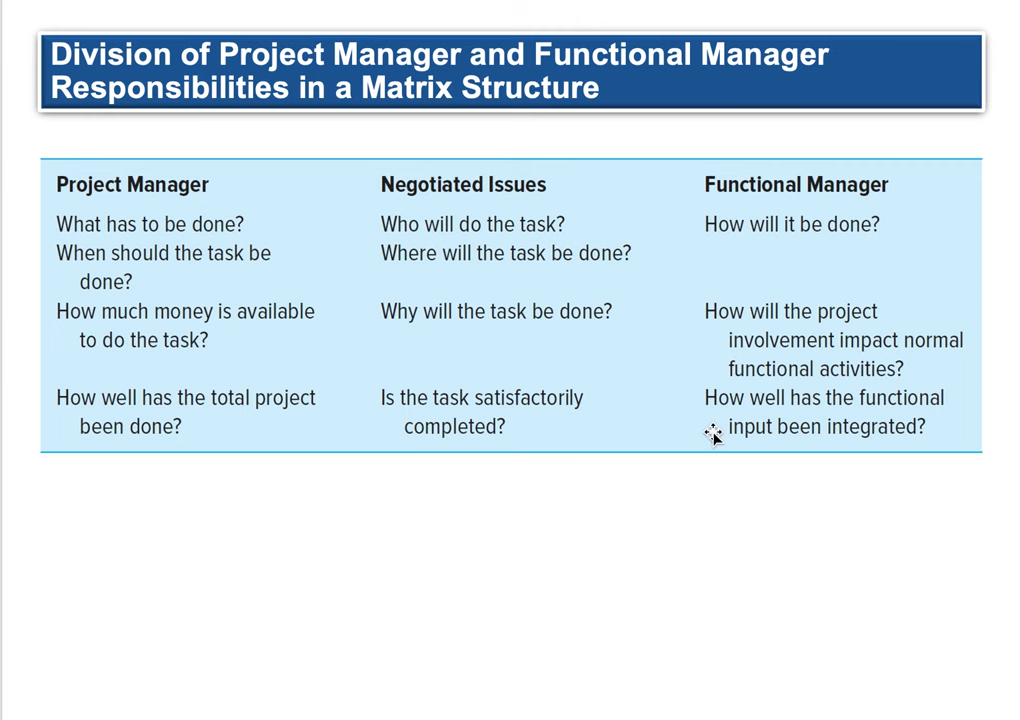 Division of Project Manager and Functional Manager
Responsibilities in a Matrix Structure
Project Manager
What has to be done?
When should the task be
done?
How much money is available
to do the task?
How well has the total project
been done?
Negotiated Issues
Who will do the task?
Where will the task be done?
Why will the task be done?
Is the task satisfactorily
completed?
Functional Manager
How will it be done?
How will the project
involvement impact normal
functional activities?
How well has the functional
input been integrated?